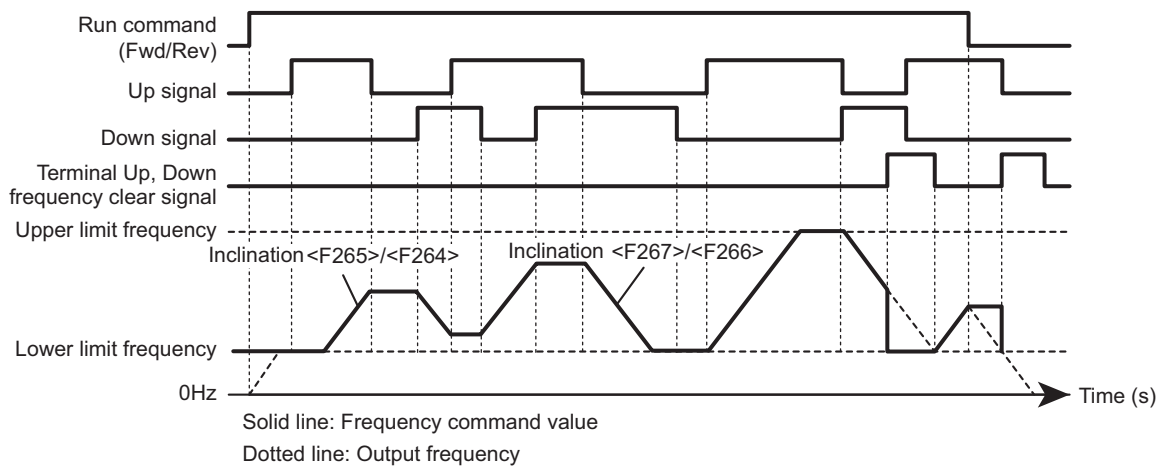 Run command
(Fwd/Rev)
Up signal
Down signal
Terminal Up, Down
frequency clear signal
Upper limit frequency
Inclination <F265>/<F264>
Inclination <F267>/<F266>
Lower limit frequency
0Hz
Time (s)
Solid line: Frequency command value
Dotted line: Output frequency